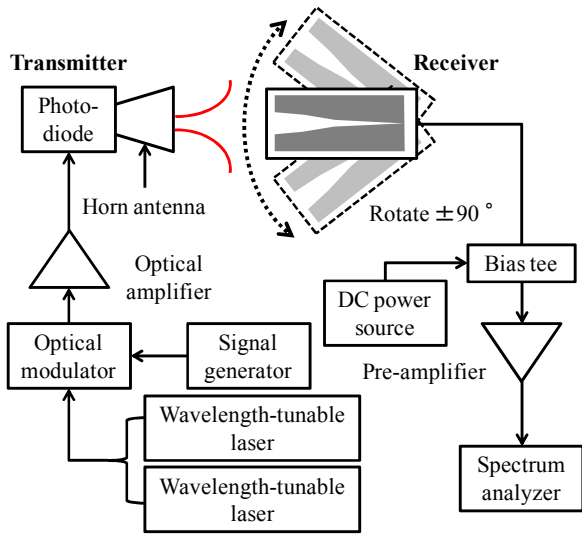 Transmitter
Receiver
Photo-
diode
Horn antenna
Rotate ±90°
Optical
amplifier
Bias tee
DC power
source
Optical
modulator
Signal
generator
Pre-amplifier
Wavelength-tunable
laser
Wavelength-tunable
laser
Spectrum
analyzer